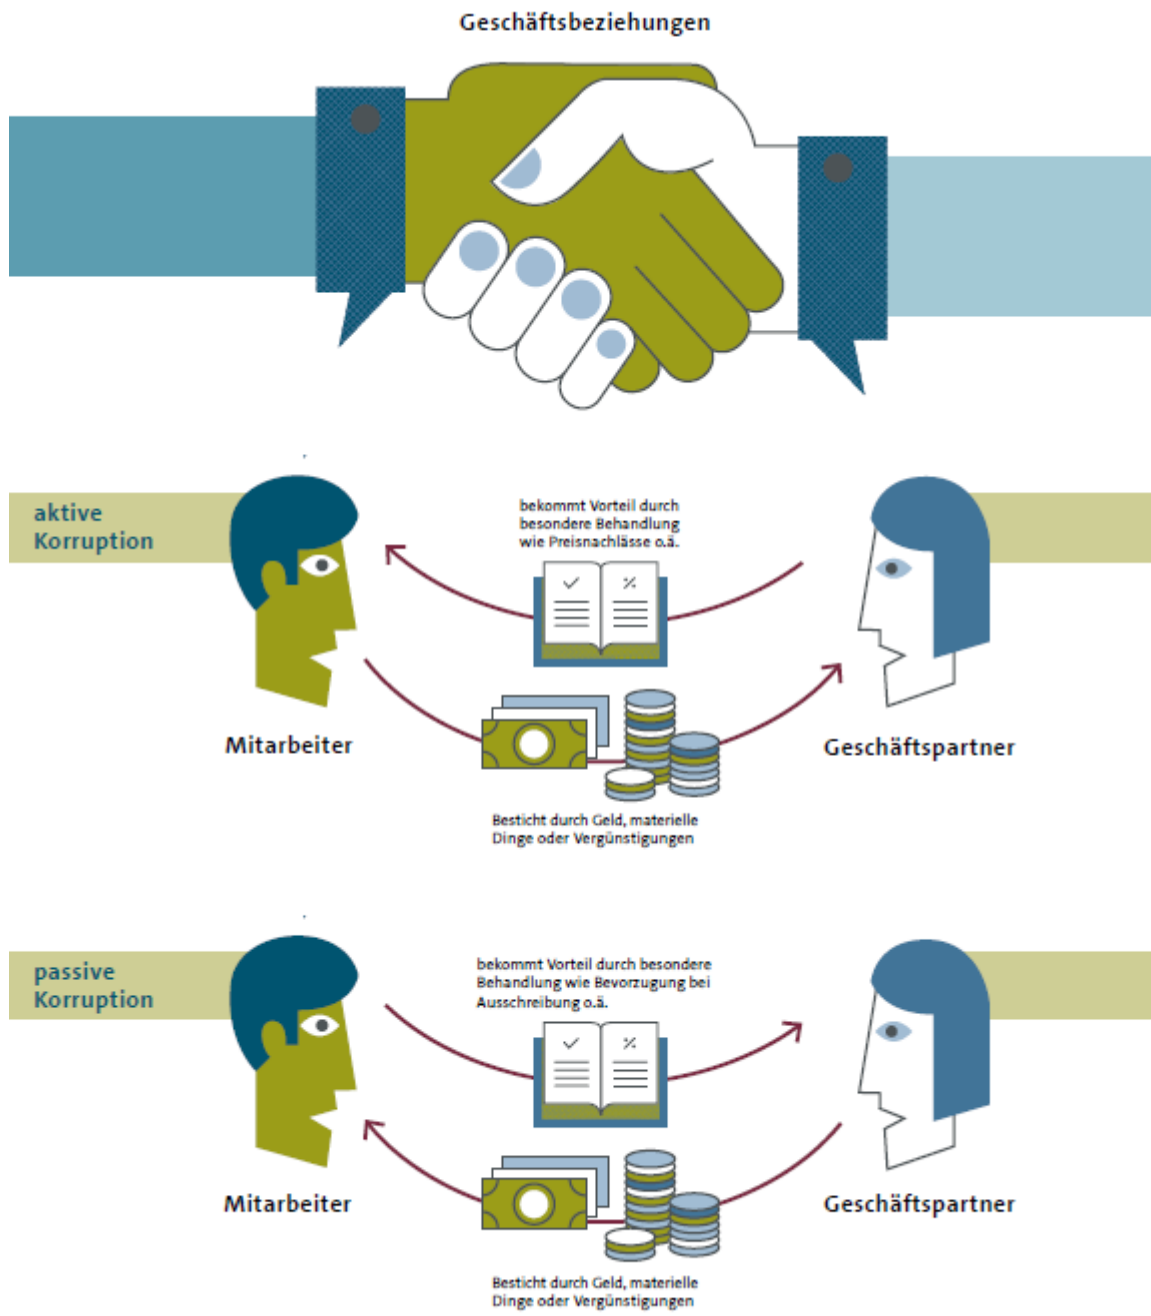 Geschäftsbeziehungen
aktive
Korruption
bekommt Vorteil durch
besondere Behandlung
wie Preisnachlässe o.ä.
Mitarbeiter
Geschäftspartner
Besticht durch Geld, materielle
Dinge oder Vergünstigungen
passive
Korruption
bekommt Vorteil durch besondere
Behandlung wie Bevorzugung bei
Ausschreibung o.ä.
Mitarbeiter
Geschäftspartner
Besticht durch Geld, materielle
Dinge oder Vergünstigungen